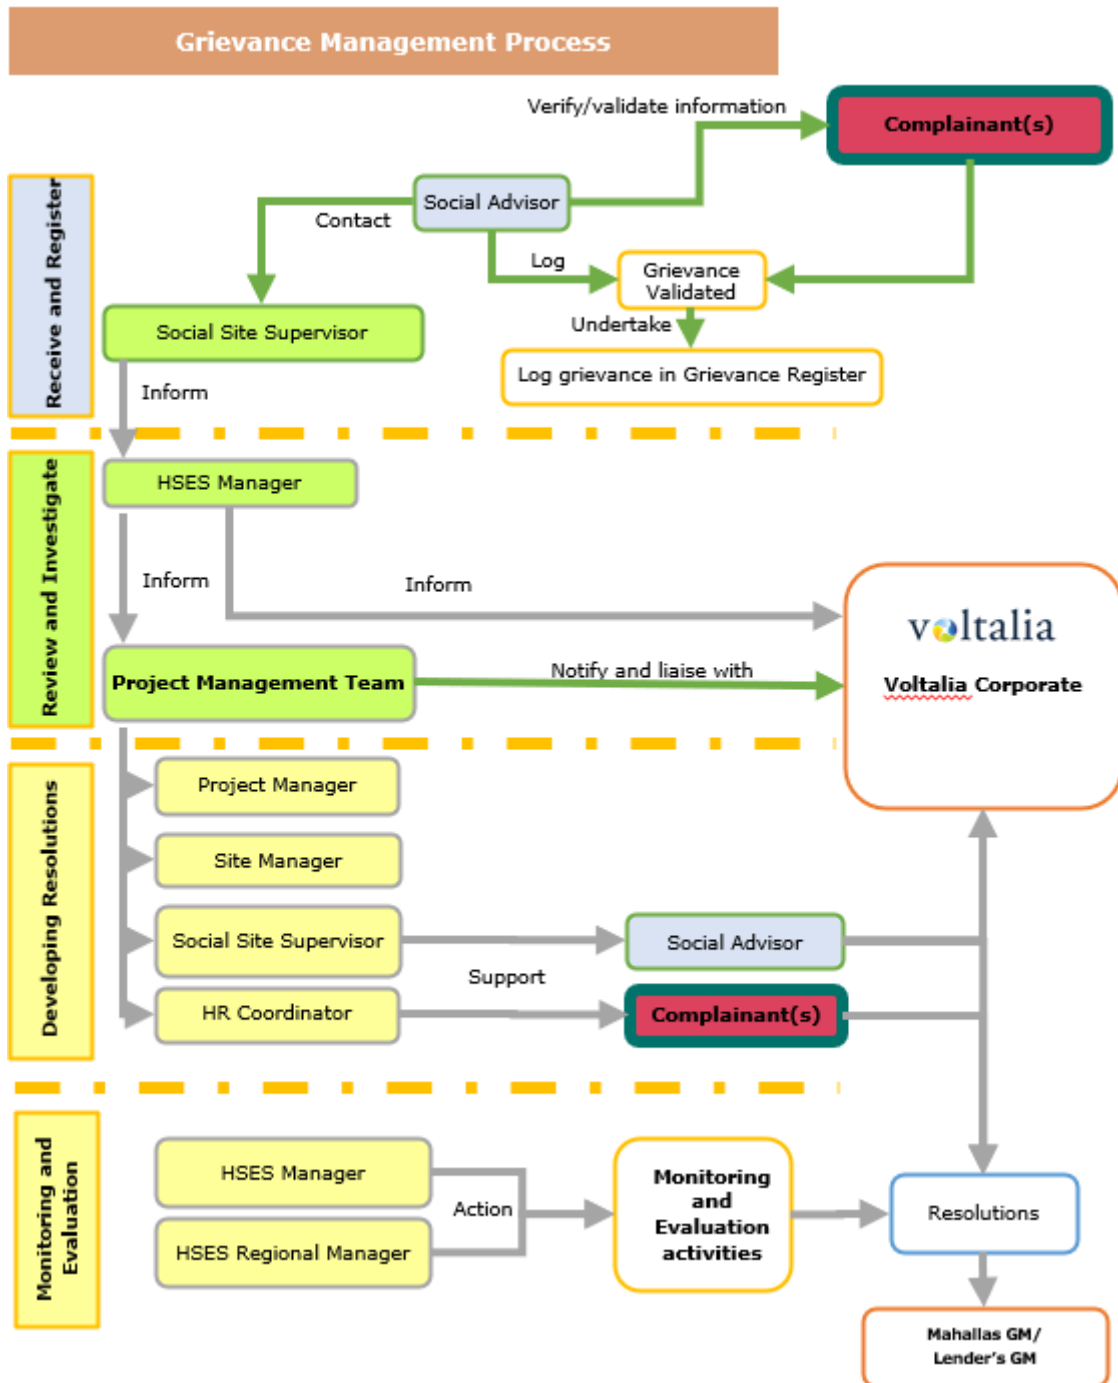 Grievance Management Process
Verify/validate information
Complainant(s)
Receive and Register
Social Advisor
Contact
Log
Grievance
Validated
Undertake
Social Site Supervisor
Log grievance in Grievance Register
Inform
Review and Investigate
HSES Manager
Inform
Inform
voltalia
Voltalia Corporate
Project Management Team
Notify and liaise with
Developing Resolutions
Project Manager
Site Manager
Social Site Supervisor
Social Advisor
Support
HR Coordinator
Complainant(s)
Monitoring and
Evaluation
HSES Manager
Action
HSES Regional Manager
Monitoring
and
Evaluation
activities
Resolutions
Mahallas GM/
Lender's GM